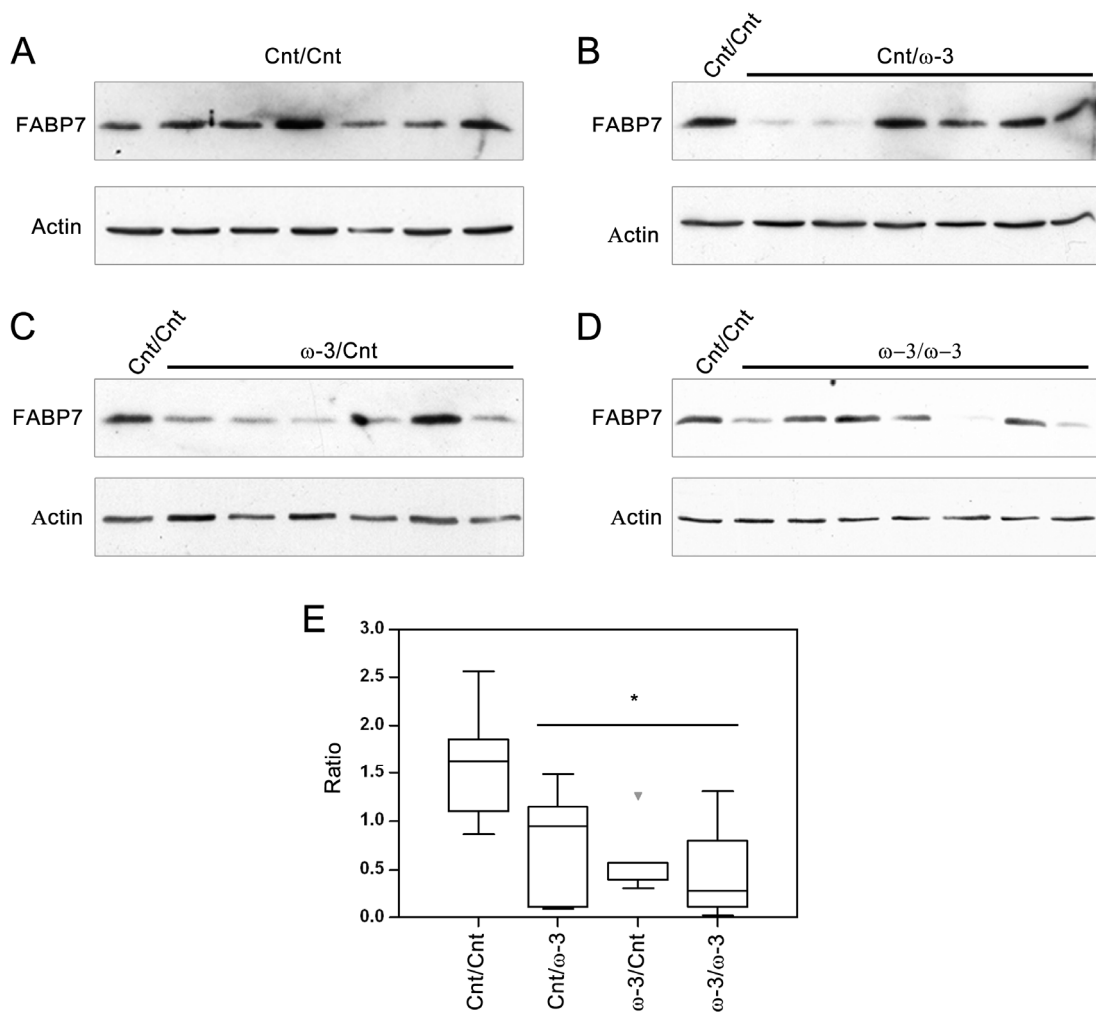 A
Cnt/Cnt
FABP7
Actin
B
Cnt/Cnt
Cnt/ω-3
FABP7
Actin
C
Cnt/Cnt
ω-3/Cnt
FABP7
Actin
D
Cnt/Cnt
ω-3/ω-3
FABP7
Actin
E
3.0
2.5
2.0
1.5
1.0
0.5
0.0
Ratio
*
Cnt/Cnt
Cnt/ω-3
ω-3/Cnt
ω-3/ω-3